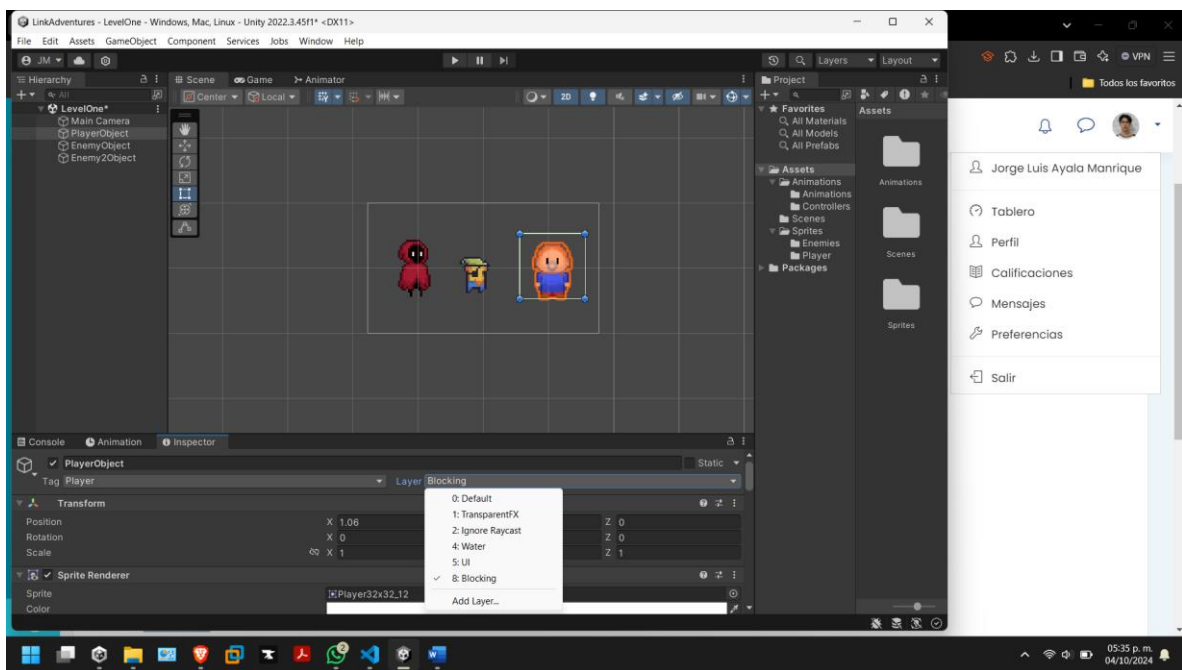 LinkAdventures - LevelOne - Windows, Mac, Linux - Unity 2022.3.45f1* <DX11>
File Edit Assets GameObject Component Services Jobs Window Help
JM
Layers
Layout
VPN
Todos los favoritos
Hierarchy
Scene
Game
Animator
Project
All
Center
Local
2D
LevelOne*
Main Camera
PlayerObject
EnemyObject
Enemy2Object
Favorites
All Materials
All Models
All Prefabs
Assets
Animations
Animations
Controllers
Scenes
Sprites
Enemies
Player
Packages
Assets
Animations
Scenes
Sprites
Jorge Luis Ayala Manrique
Tablero
Perfil
Calificaciones
Mensajes
Preferencias
Salir
Console
Animation
Inspector
PlayerObject
Static
Tag Player
Layer Blocking
Transform
Position X 1.06 Z 0
Rotation X 0 Z 0
Scale X 1 Z 1
Sprite Renderer
Sprite Player32x32_12
Color
0: Default
1: TransparentFX
2: Ignore Raycast
4: Water
5: UI
8: Blocking
Add Layer...
05:35 p. m.
04/10/2024